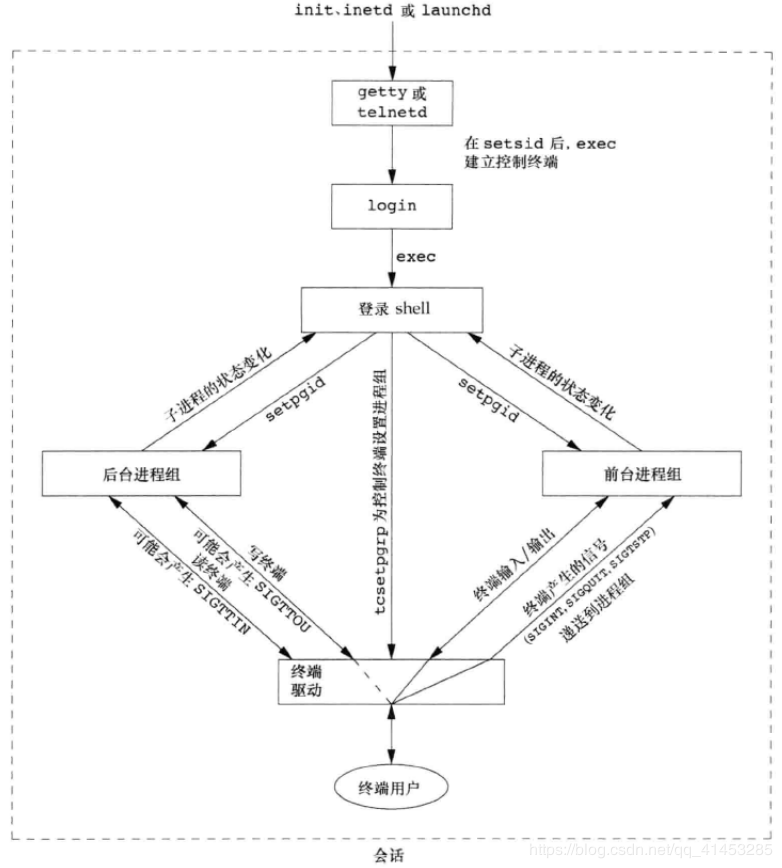 init、inetd 或 launchd
getty 或
telnetd
在 setsid 后, exec
建立控制终端
login
exec
登录 shell
子进程的状态变化
setpgid
tcsetpgrp 为控制终端设置进程组
setpgid
子进程的状态变化
后台进程组
前台进程组
写终端
可能会产生 SIGTTOU
读终端
可能会产生 SIGTTIN
终端输入/输出
终端产生的信号
(SIGINT,SIGQUIT,SIGTSTP)
递送到进程组
终端
驱动
终端用户
会话
https://blog.csdn.net/qq_41453285